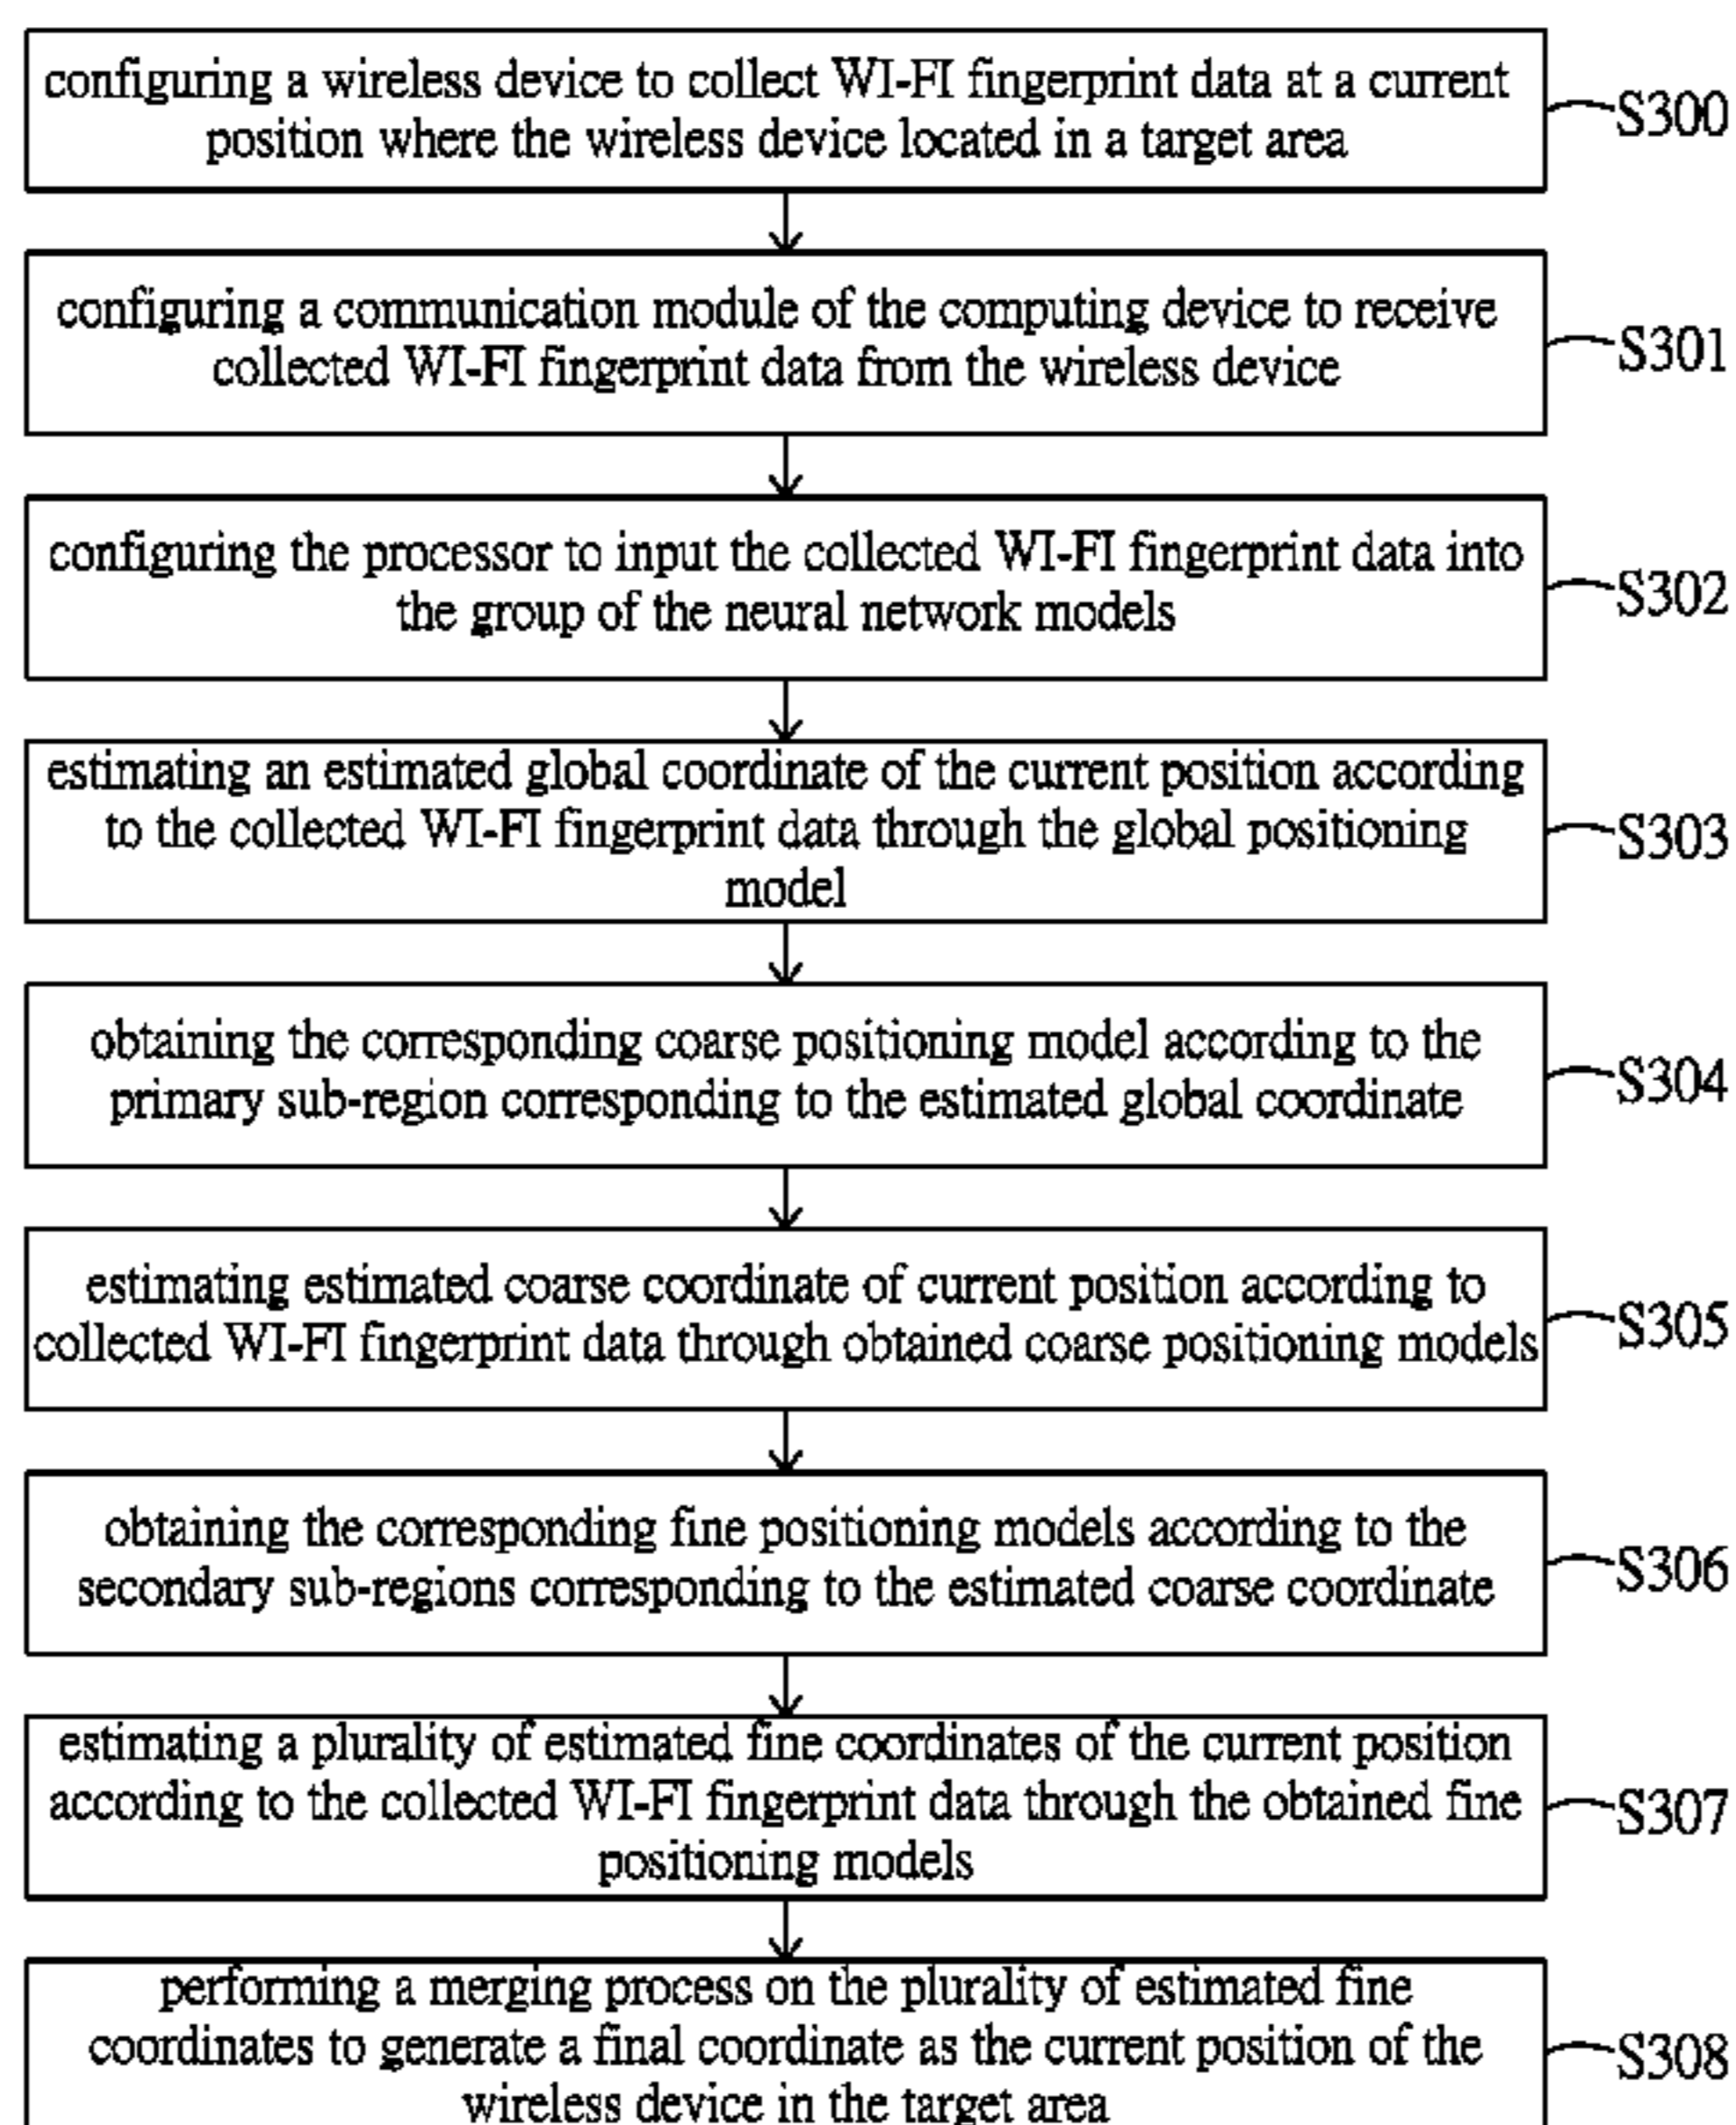 configuring a wireless device to collect WI-FI fingerprint data at a current
position where the wireless device located in a target area
S300
configuring a communication module of the computing device to receive
collected WI-FI fingerprint data from the wireless device
S301
configuring the processor to input the collected WI-FI fingerprint data into
the group of the neural network models
S302
estimating an estimated global coordinate of the current position according
to the collected WI-FI fingerprint data through the global positioning
model
S303
obtaining the corresponding coarse positioning model according to the
primary sub-region corresponding to the estimated global coordinate
S304
estimating estimated coarse coordinate of current position according to
collected WI-FI fingerprint data through obtained coarse positioning models
S305
obtaining the corresponding fine positioning models according to the
secondary sub-regions corresponding to the estimated coarse coordinate
S306
estimating a plurality of estimated fine coordinates of the current position
according to the collected WI-FI fingerprint data through the obtained fine
positioning models
S307
performing a merging process on the plurality of estimated fine
coordinates to generate a final coordinate as the current position of the
wireless device in the target area
S308